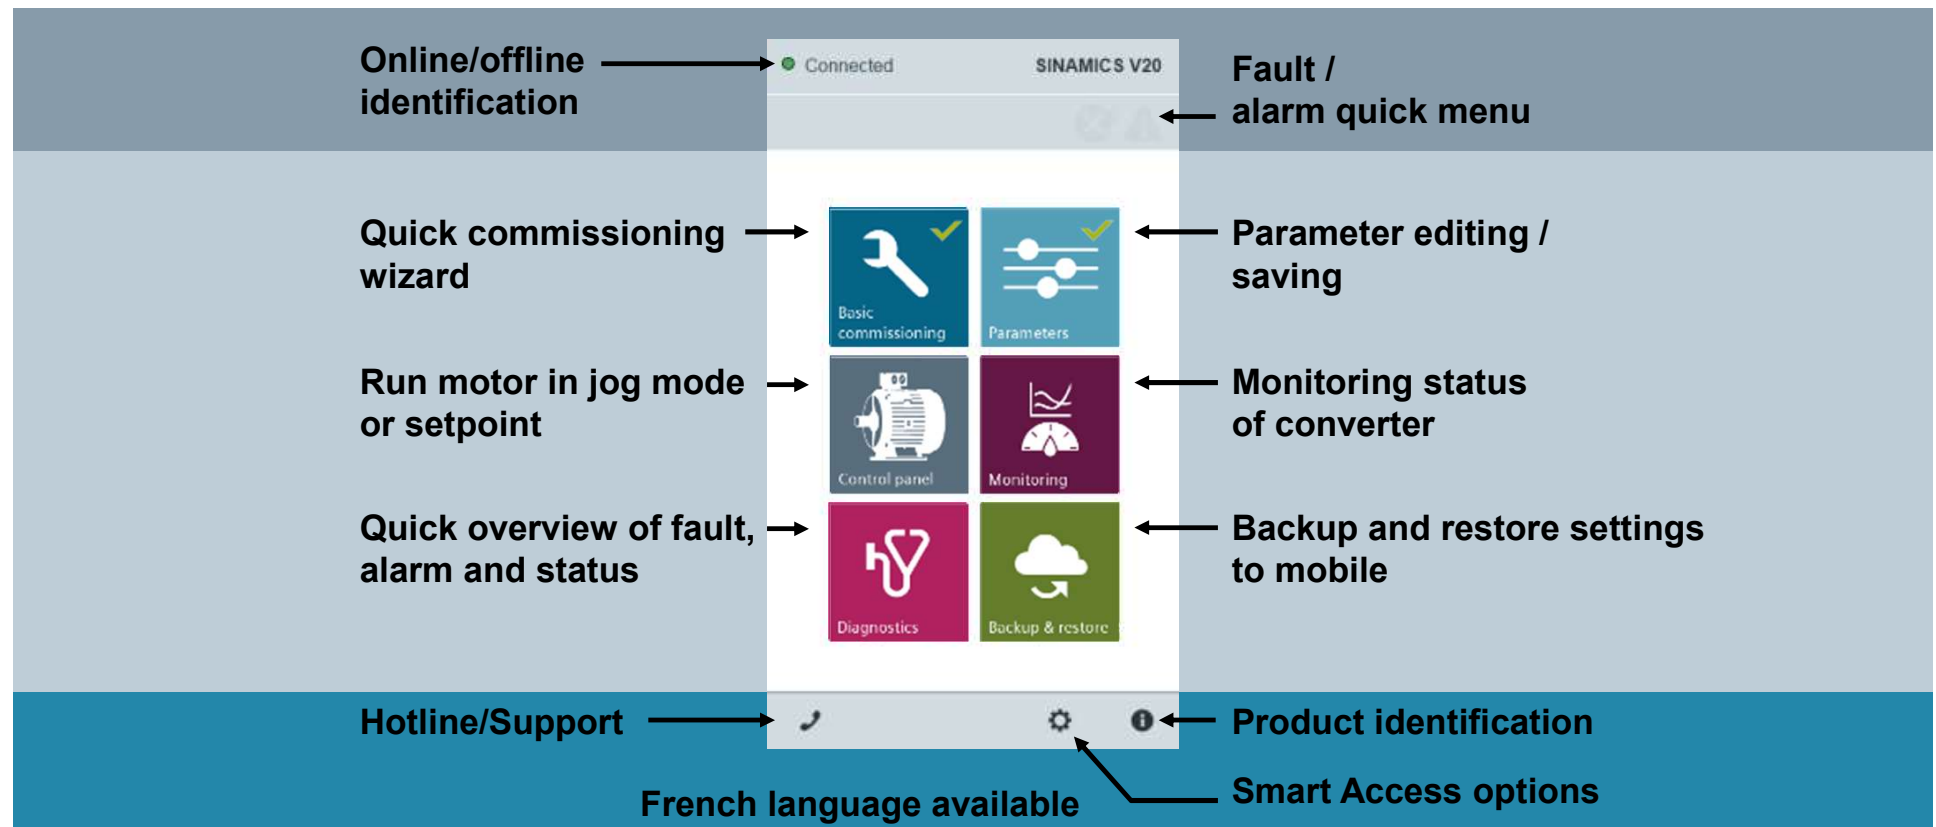 Online/offline
identification
Connected
SINAMICS V20
Fault /
alarm quick menu
Quick commissioning
wizard
Basic
commissioning
Parameters
Parameter editing /
saving
Run motor in jog mode
or setpoint
Control panel
Monitoring
Monitoring status
of converter
Quick overview of fault,
alarm and status
Diagnostics
Backup & restore
Backup and restore settings
to mobile
Hotline/Support
Product identification
Smart Access options
French language available